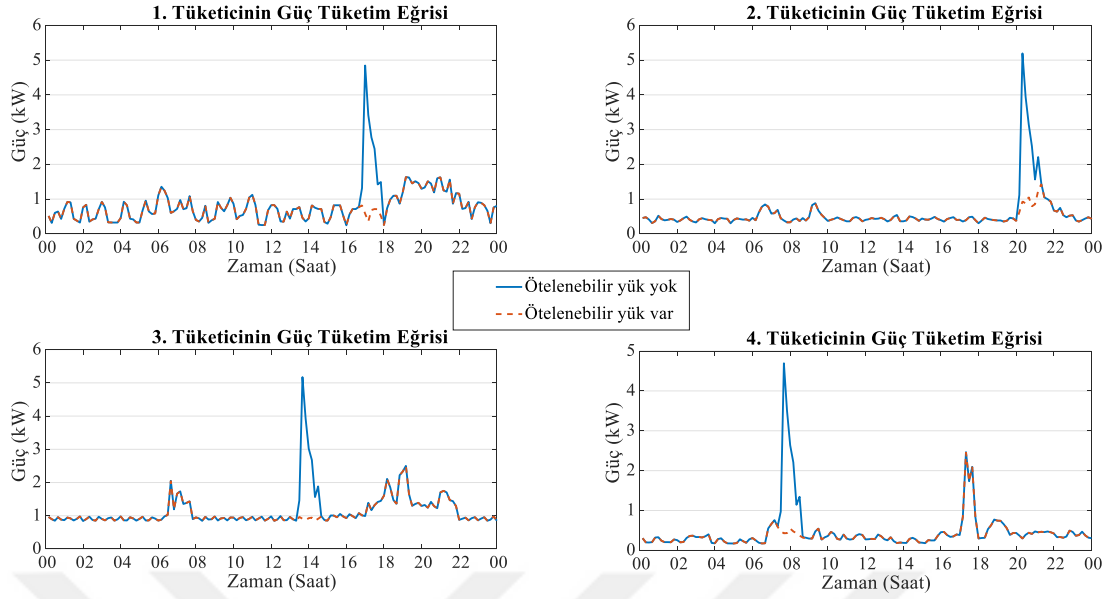 1. Tüketicinin Güç Tüketim Eğrisi
6
5
4
3
2
1
0
Güç (kW)
00 02 04 06 08 10 12 14 16 18 20 22 00
Zaman (Saat)
2. Tüketicinin Güç Tüketim Eğrisi
6
5
4
3
2
1
0
Güç (kW)
00 02 04 06 08 10 12 14 16 18 20 22 00
Zaman (Saat)
Ötelenebilir yük yok
Ötelenebilir yük var
3. Tüketicinin Güç Tüketim Eğrisi
6
5
4
3
2
1
0
Güç (kW)
00 02 04 06 08 10 12 14 16 18 20 22 00
Zaman (Saat)
4. Tüketicinin Güç Tüketim Eğrisi
5
4
3
2
1
0
Güç (kW)
00 02 04 06 08 10 12 14 16 18 20 22 00
Zaman (Saat)